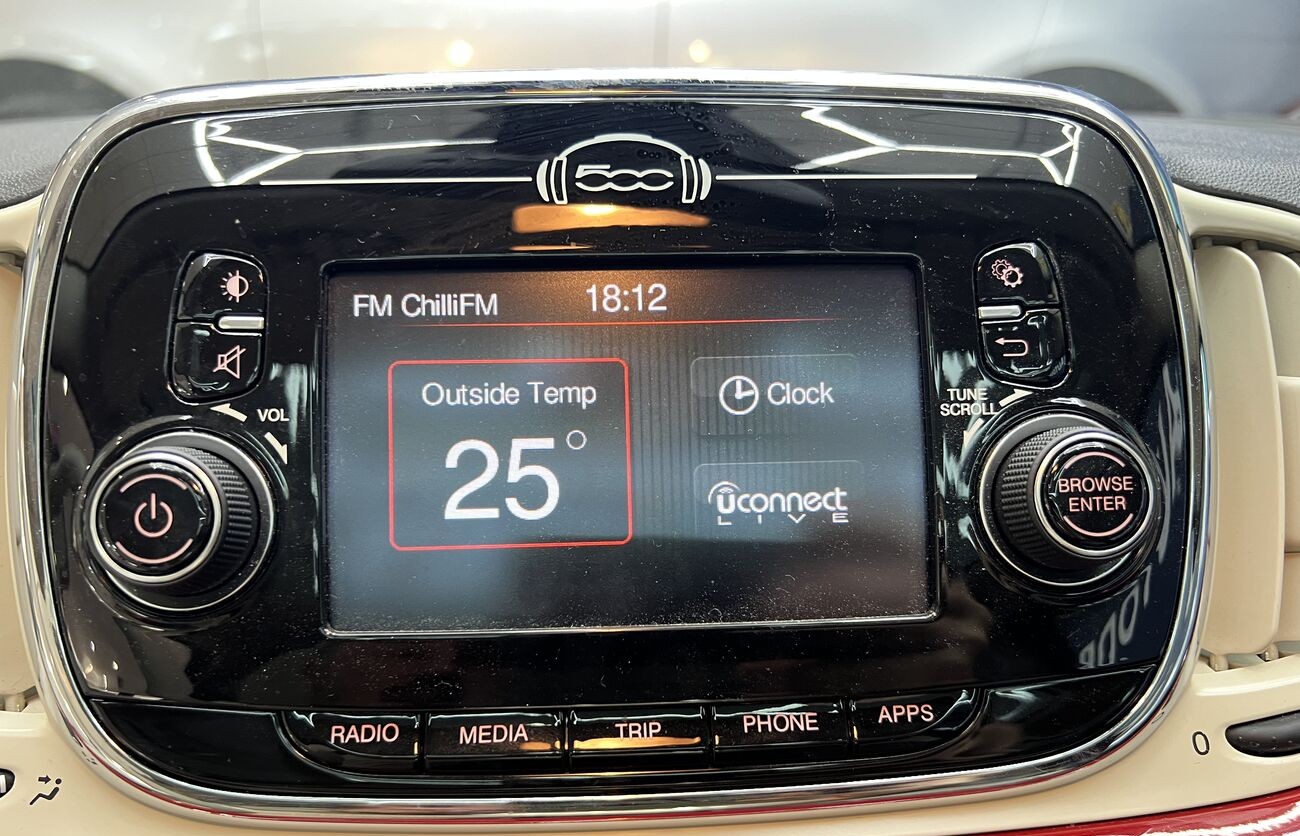 500
FM ChilliFM 18:12
Outside Temp
25°
Clock
uconnect
LIVE
VOL
TUNE
SCROLL
BROWSE
ENTER
RADIO MEDIA TRIP PHONE APPS
0